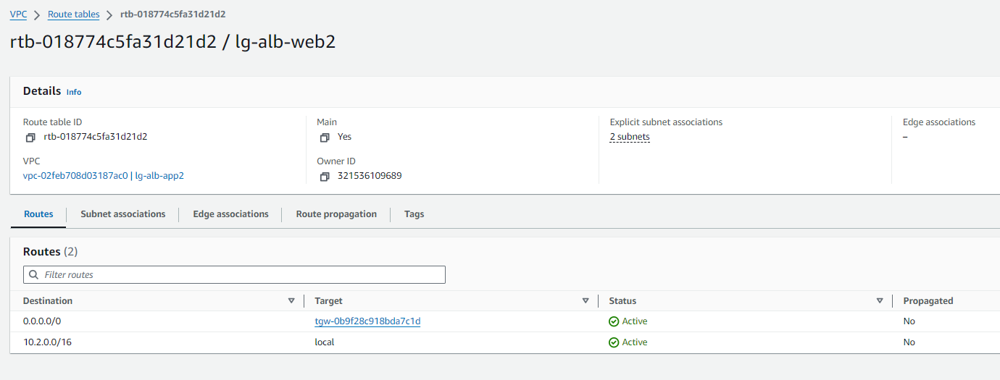 VPC > Route tables > rtb-018774c5fa31d21d2
rtb-018774c5fa31d21d2 / lg-alb-web2
Details Info
Route table ID Main Explicit subnet associations Edge associations
rtb-018774c5fa31d21d2 Yes 2 subnets –
VPC Owner ID
vpc-02feb708d03187ac0 | lg-alb-app2 321536109689
Routes Subnet associations Edge associations Route propagation Tags
Routes (2)
Filter routes
Destination Target Status Propagated
0.0.0.0/0 tgw-0b9f28c918bda7c1d Active No
10.2.0.0/16 local Active No